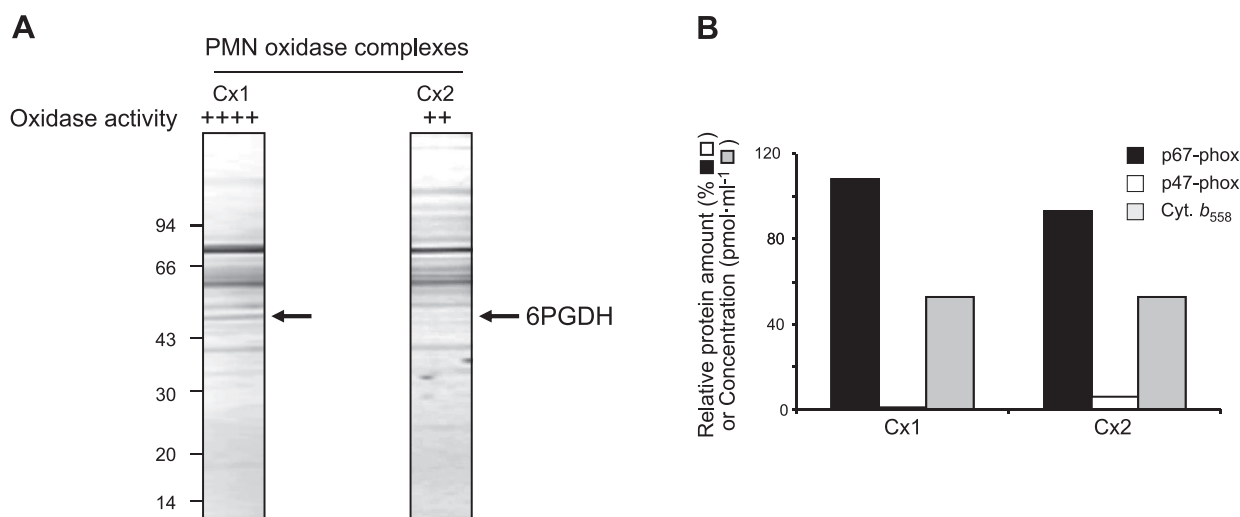 A
PMN oxidase complexes
Cx1 Cx2
Oxidase activity ++++ ++
94
66
6PGDH
43
30
20
14
B
Relative protein amount (% ■□)
or Concentration (pmol·ml⁻¹ ■)
120
80
40
0
Cx1 Cx2
p67-phox
p47-phox
Cyt. b₅₅₈